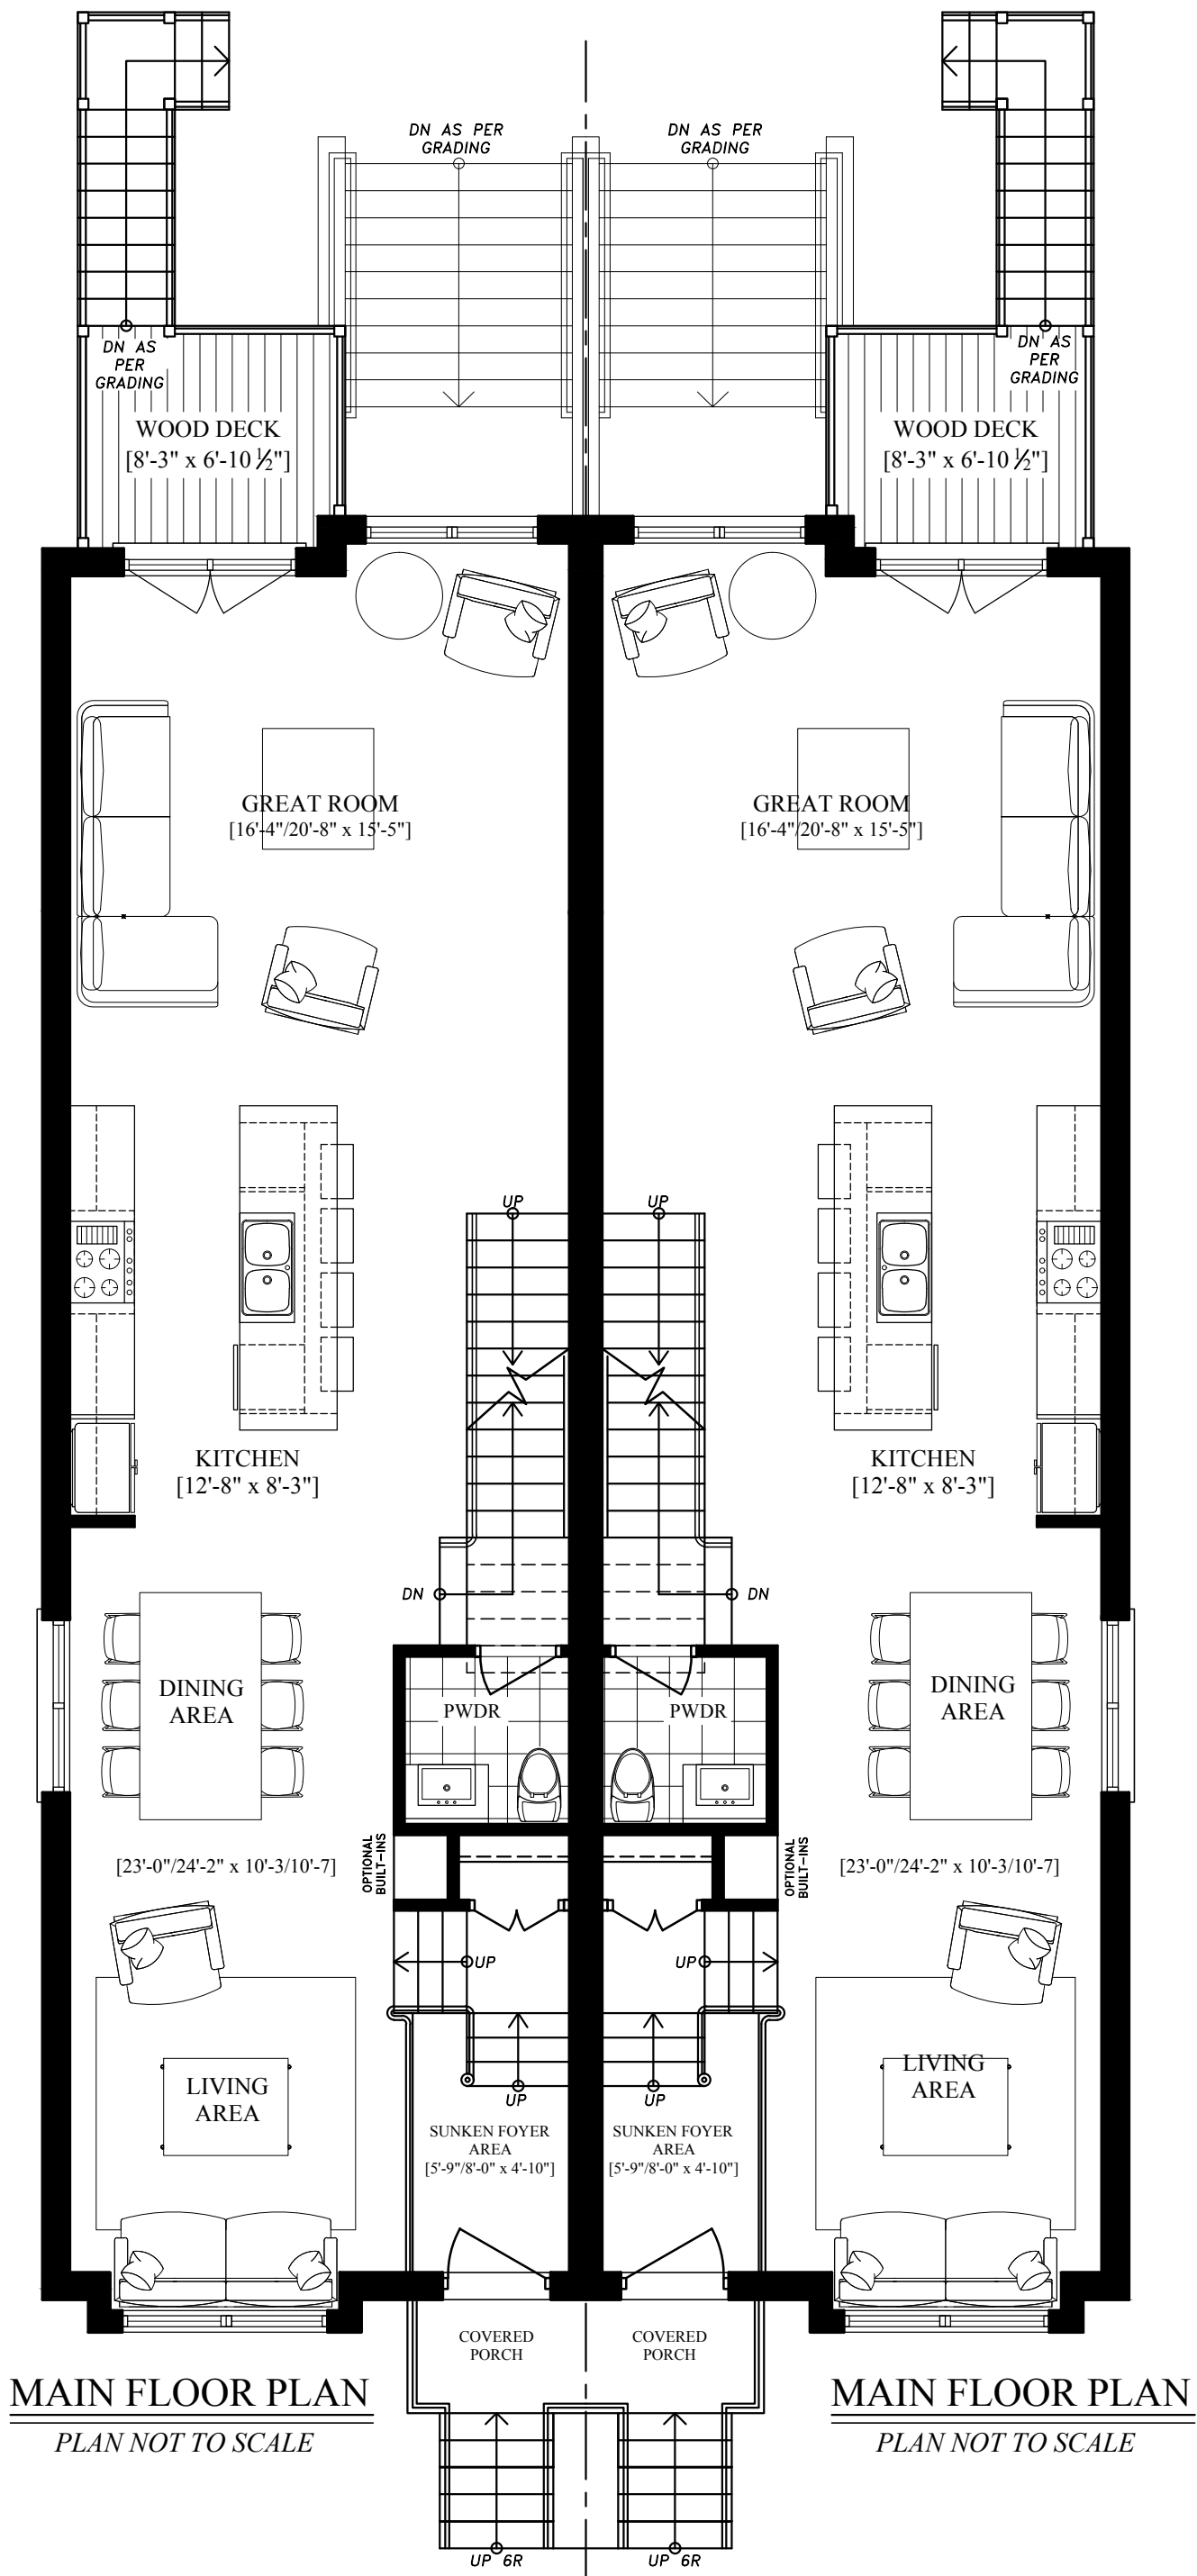 DN AS PER
GRADING
DN AS PER
GRADING
DN AS
PER
GRADING
DN AS
PER
GRADING
WOOD DECK
[8'-3" x 6'-10 ½"]
WOOD DECK
[8'-3" x 6'-10 ½"]
GREAT ROOM
[16'-4"/20'-8" x 15'-5"]
GREAT ROOM
[16'-4"/20'-8" x 15'-5"]
UP
UP
KITCHEN
[12'-8" x 8'-3"]
KITCHEN
[12'-8" x 8'-3"]
DN
DN
DINING
AREA
PWDR
PWDR
DINING
AREA
[23'-0"/24'-2" x 10'-3/10'-7]
OPTIONAL
BUILT-INS
OPTIONAL
BUILT-INS
[23'-0"/24'-2" x 10'-3/10'-7]
UP
UP
LIVING
AREA
UP
UP
LIVING
AREA
SUNKEN FOYER
AREA
[5'-9"/8'-0" x 4'-10"]
SUNKEN FOYER
AREA
[5'-9"/8'-0" x 4'-10"]
COVERED
PORCH
COVERED
PORCH
MAIN FLOOR PLAN
PLAN NOT TO SCALE
MAIN FLOOR PLAN
PLAN NOT TO SCALE
UP 6R
UP 6R